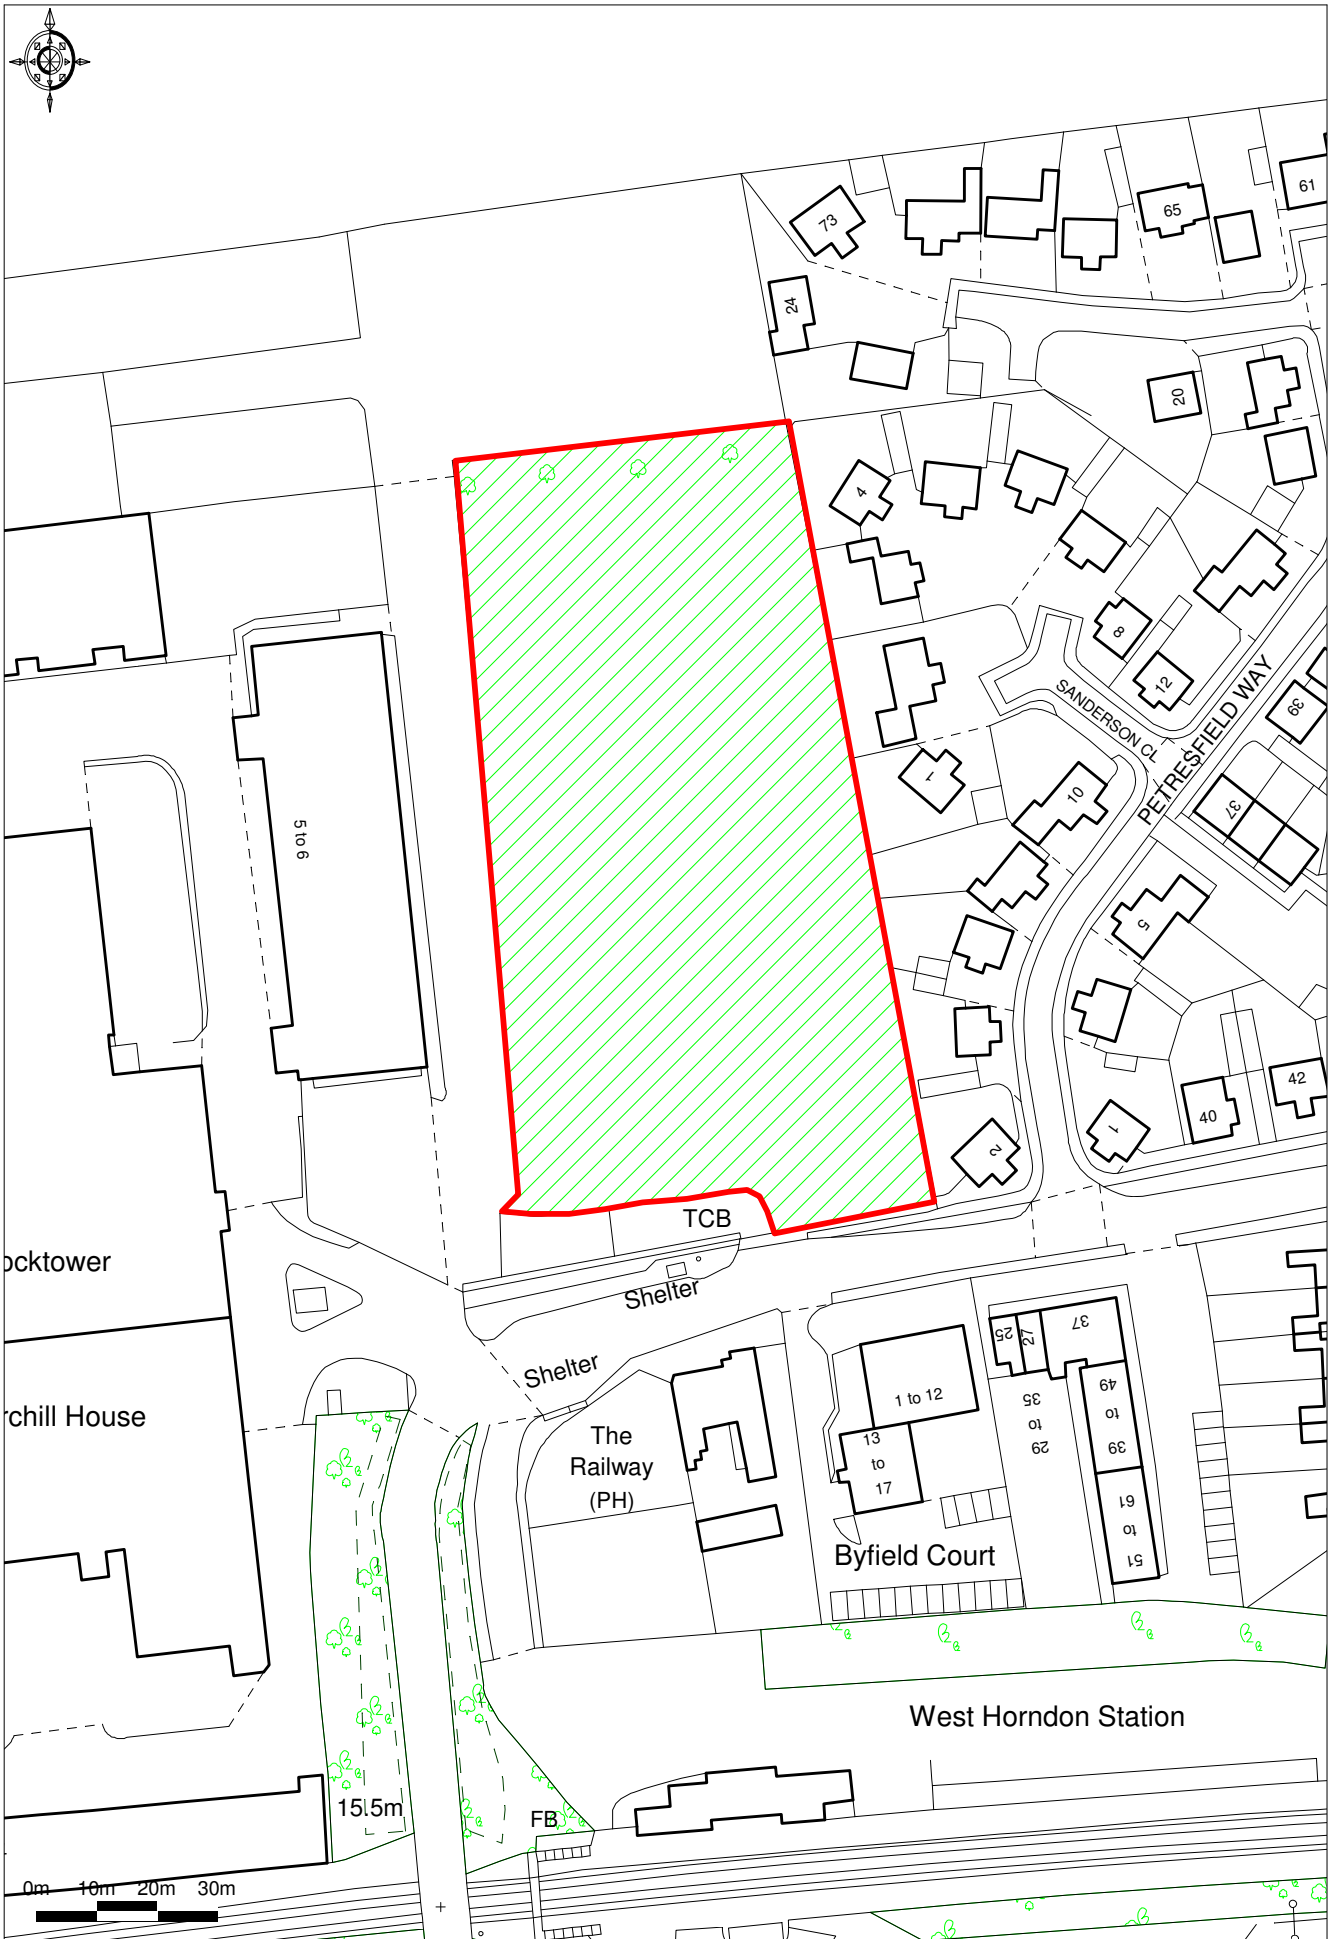 73
65
61
24
20
4
8
12
SANDERSON CL
PETRESFIELD WAY
39
37
1
10
5 to 6
5
2
1
40
42
TCB
Shelter
Shelter
ocktower
rchill House
The
Railway
(PH)
1 to 12
13
to
17
25
27
37
29
to
35
39
to
49
51
to
61
Byfield Court
West Horndon Station
15.5m
FB
0m
10m
20m
30m